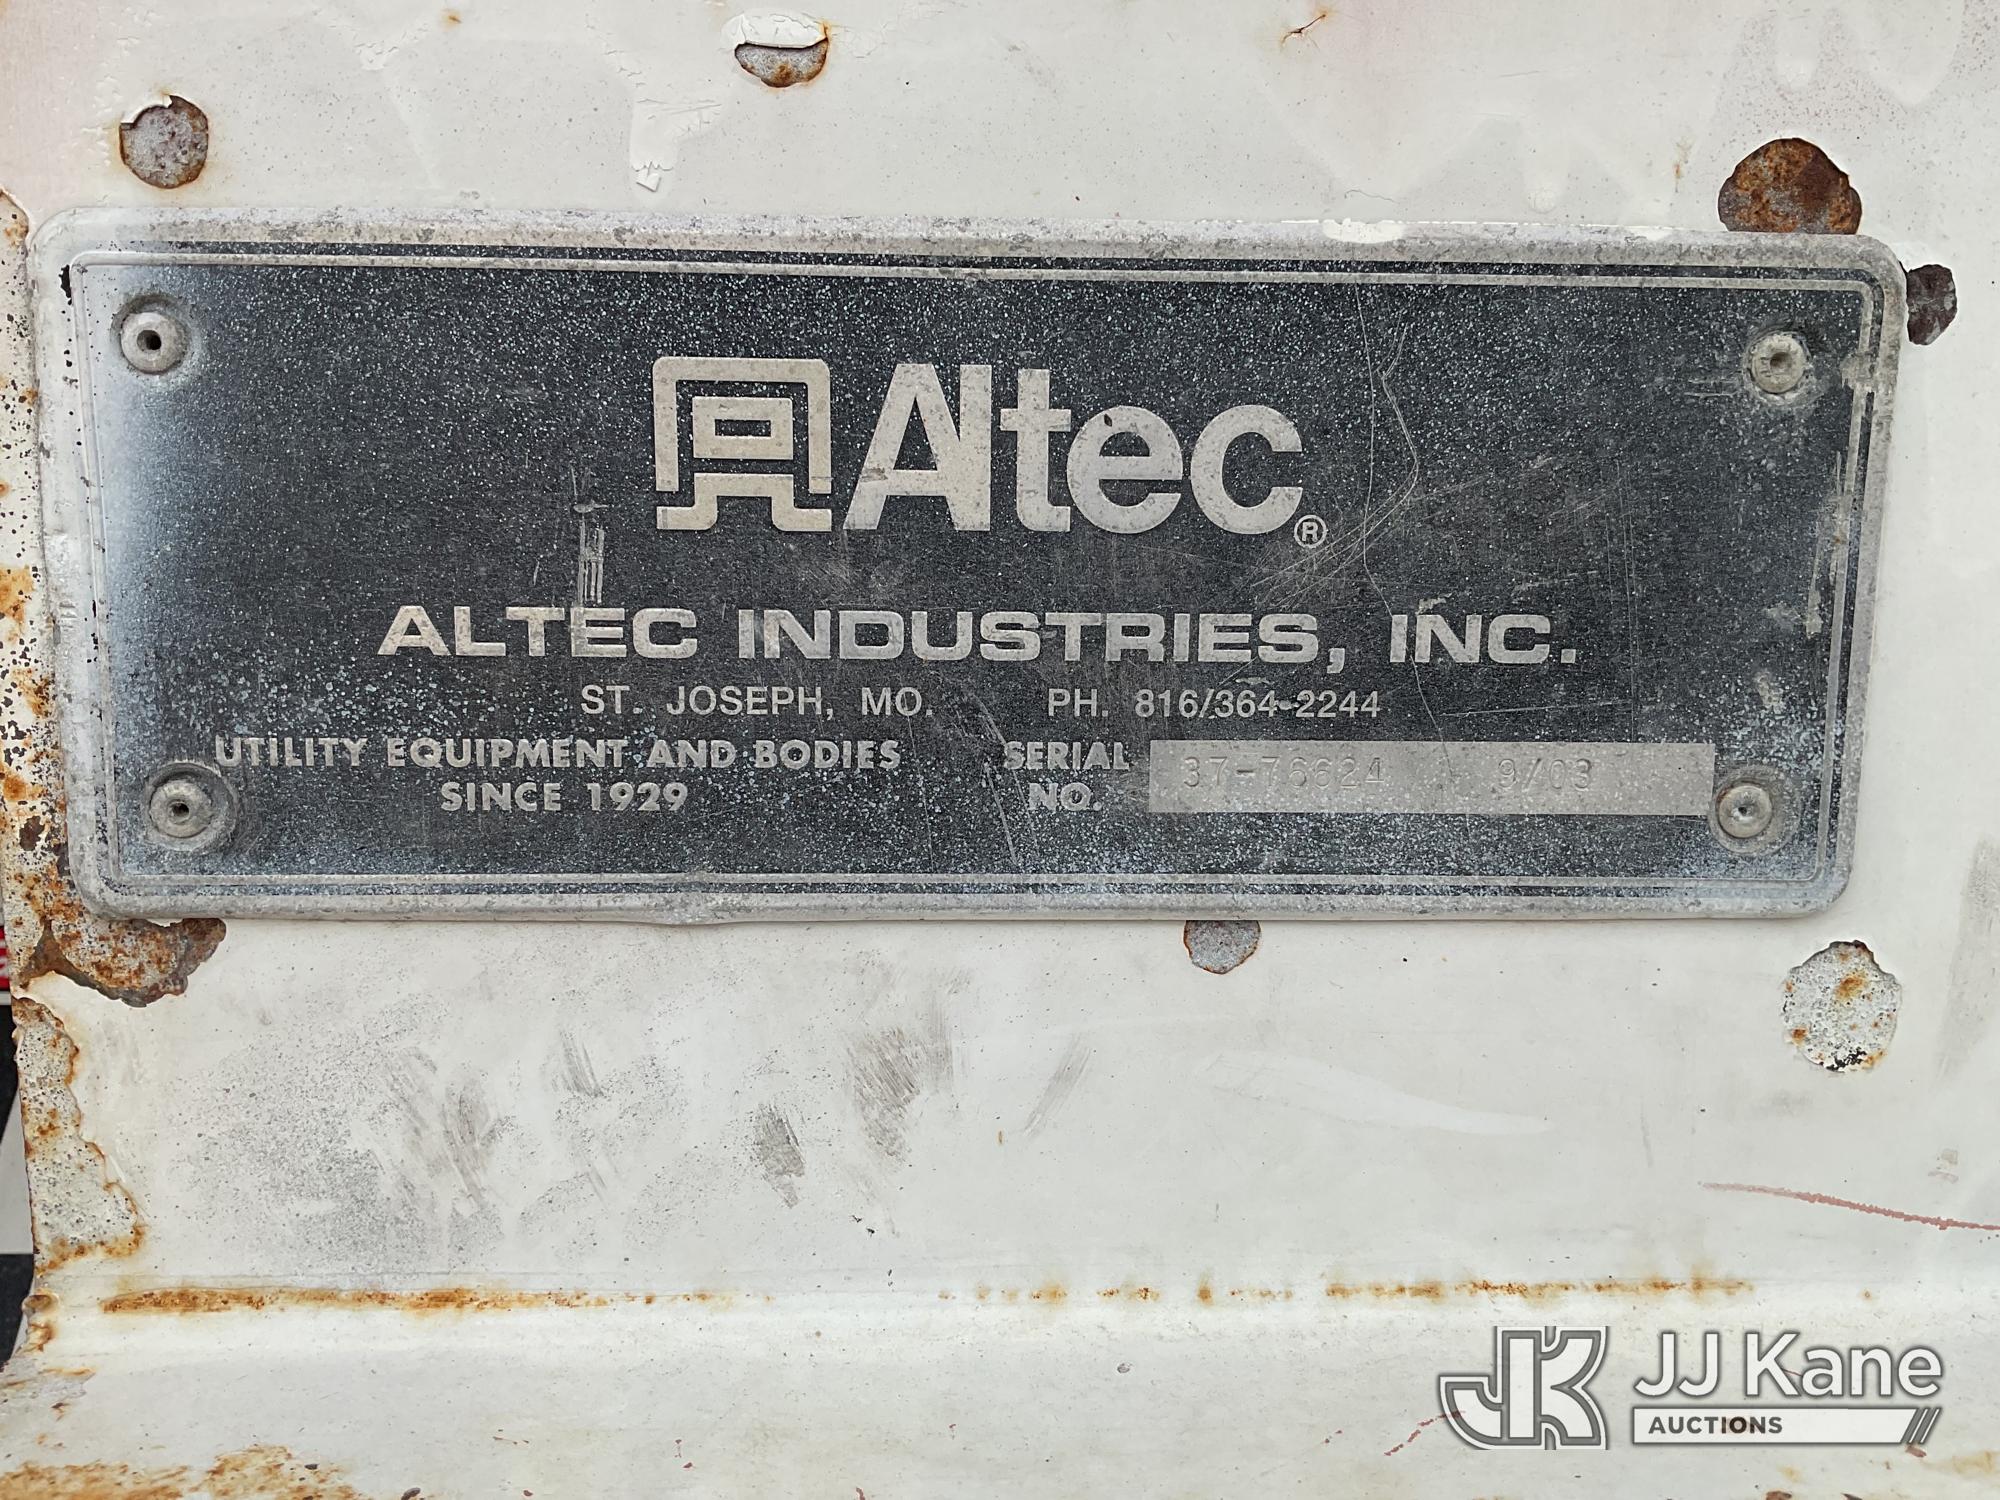 Altec®
ALTEC INDUSTRIES, INC.
ST. JOSEPH, MO. PH. 816/364-2244
UTILITY EQUIPMENT AND BODIES
SINCE 1929
SERIAL NO. 37-76624 9/03
JK JJ Kane
AUCTIONS